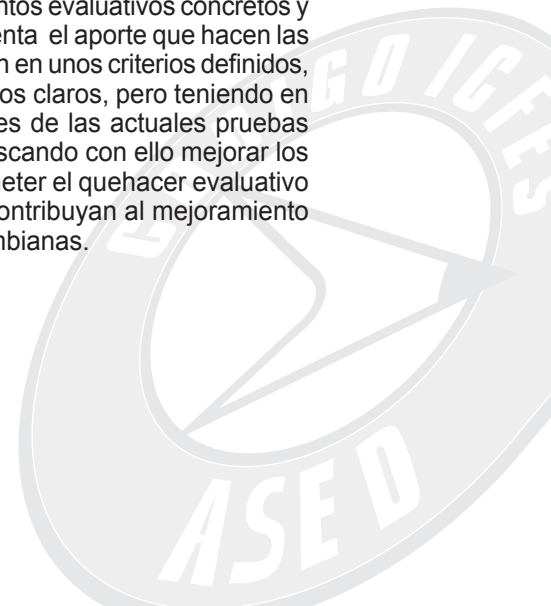 ntos evaluativos concretos y
enta el aporte que hacen las
n en unos criterios definidos,
os claros, pero teniendo en
es de las actuales pruebas
scando con ello mejorar los
eter el quehacer evaluativo
ontribuyan al mejoramiento
mbianas.
ICFES
ASED